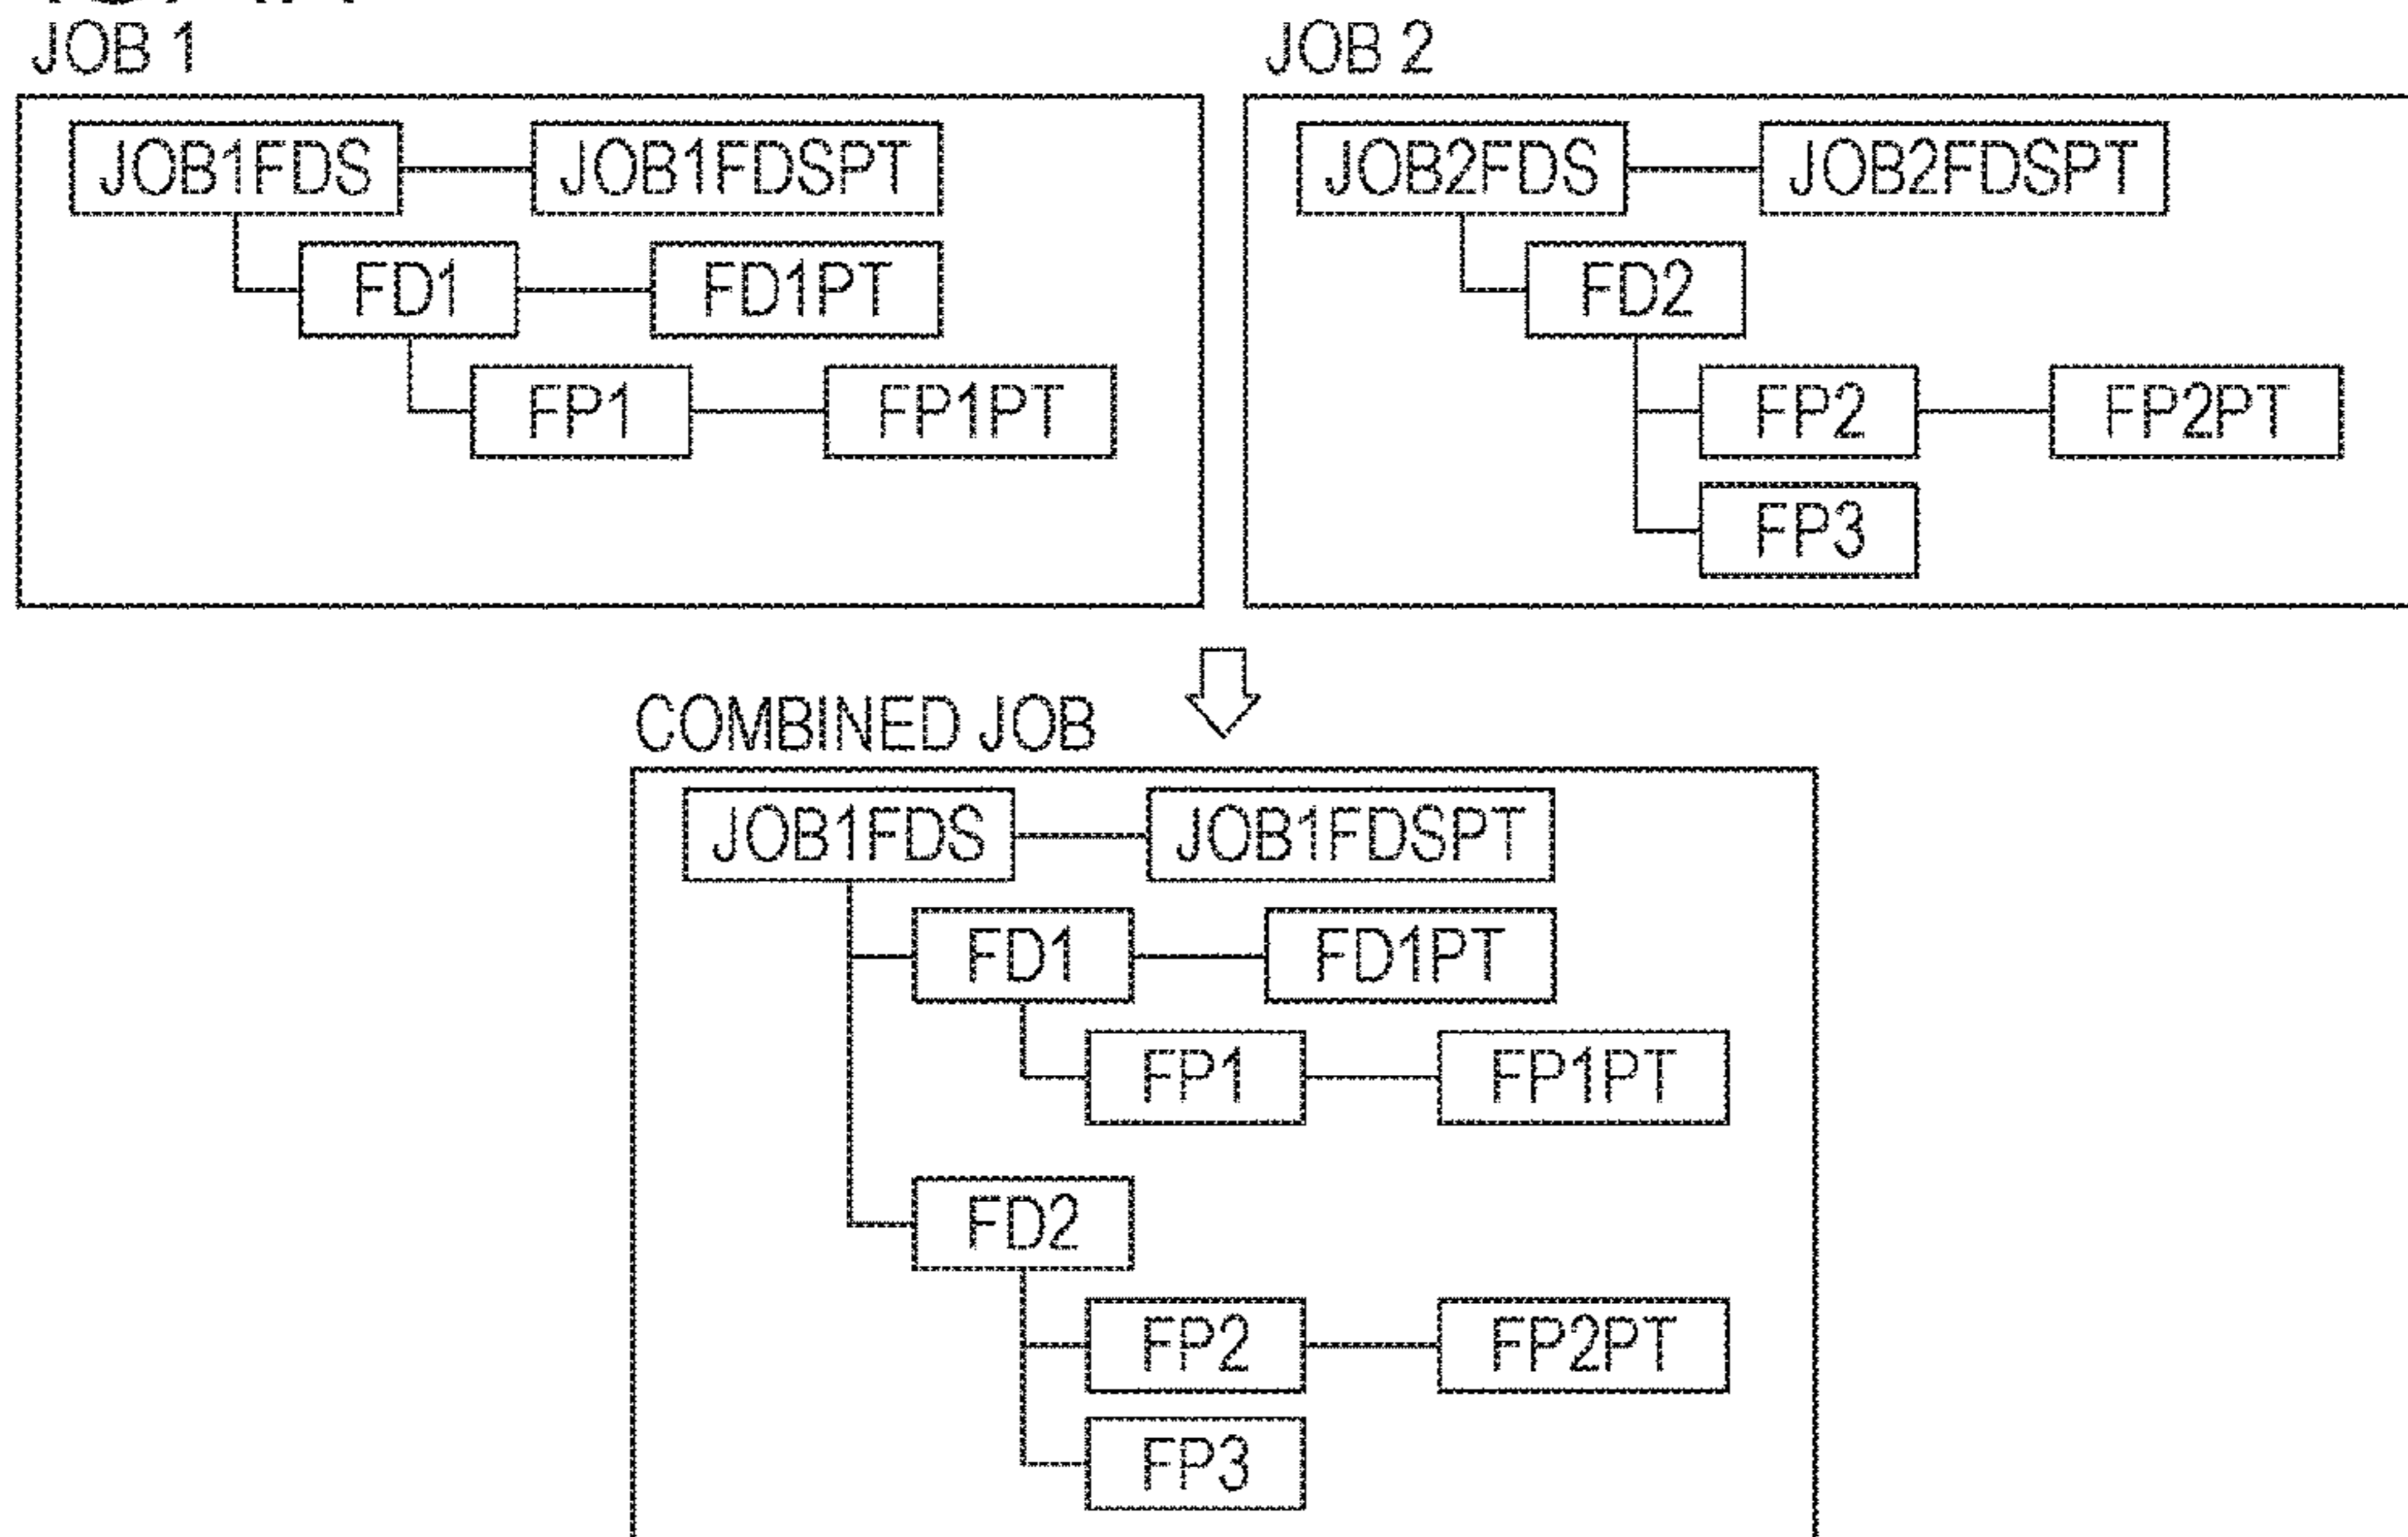 JOB 1
JOB1FDS JOB1FDSPT
FD1 FD1PT
FP1 FP1PT
JOB 2
JOB2FDS JOB2FDSPT
FD2
FP2 FP2PT
FP3
COMBINED JOB
JOB1FDS JOB1FDSPT
FD1 FD1PT
FP1 FP1PT
FD2
FP2 FP2PT
FP3